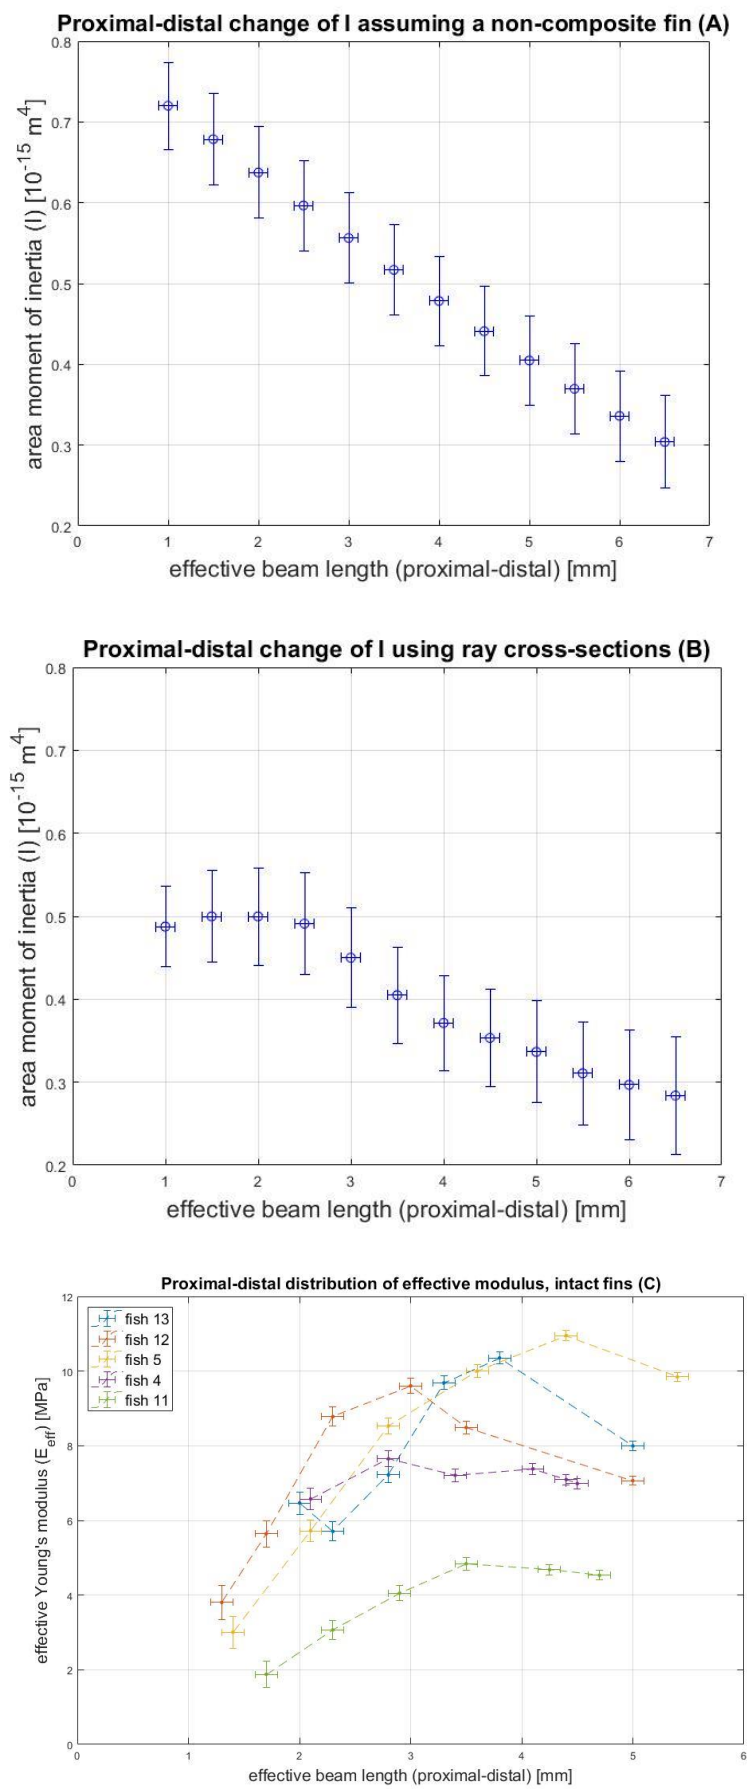 Proximal-distal change of I assuming a non-composite fin (A)
0.8
0.7
0.6
0.5
0.4
0.3
0.2
area moment of inertia (I) [10^-15 m^4]
0 1 2 3 4 5 6 7
effective beam length (proximal-distal) [mm]
Proximal-distal change of I using ray cross-sections (B)
0.8
0.7
0.6
0.5
0.4
0.3
0.2
area moment of inertia (I) [10^-15 m^4]
0 1 2 3 4 5 6 7
effective beam length (proximal-distal) [mm]
Proximal-distal distribution of effective modulus, intact fins (C)
12
10
8
6
4
2
0
effective Young's modulus (E_eff) [MPa]
fish 13
fish 12
fish 5
fish 4
fish 11
0 1 2 3 4 5 6
effective beam length (proximal-distal) [mm]